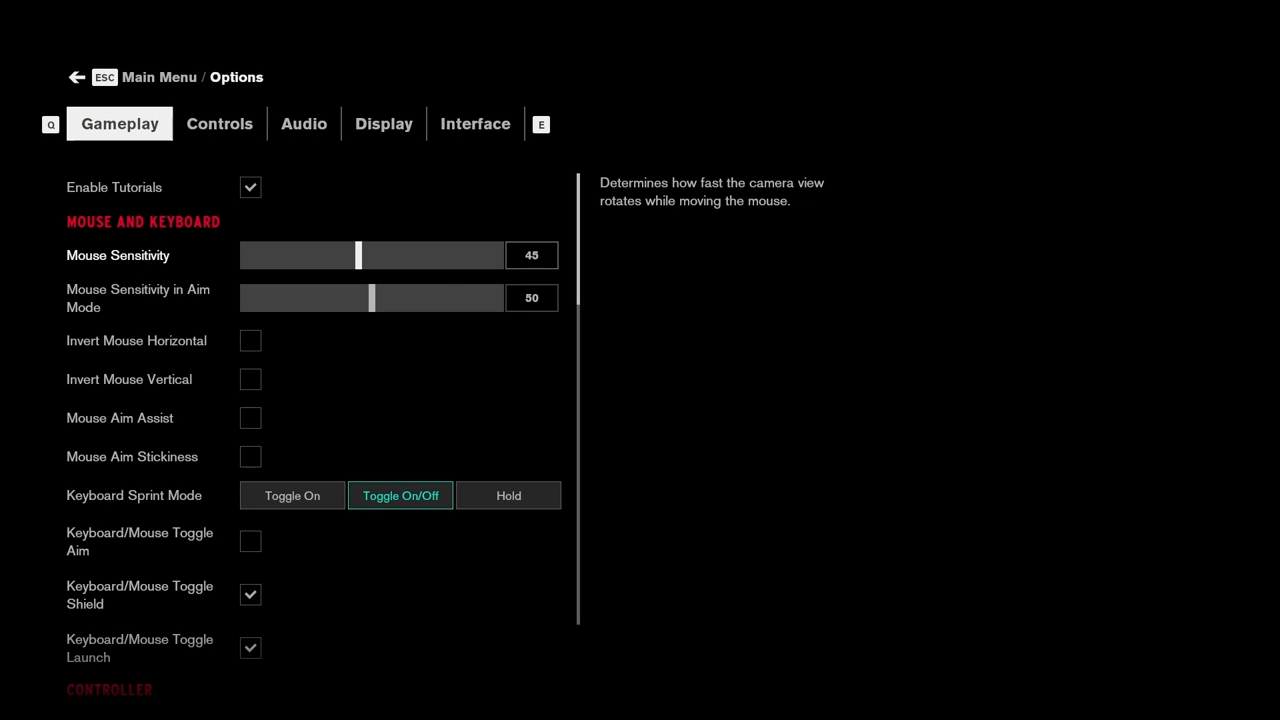 ESC Main Menu / Options
Q Gameplay Controls Audio Display Interface E
Enable Tutorials
Determines how fast the camera view
rotates while moving the mouse.
MOUSE AND KEYBOARD
Mouse Sensitivity 45
Mouse Sensitivity in Aim
Mode 50
Invert Mouse Horizontal
Invert Mouse Vertical
Mouse Aim Assist
Mouse Aim Stickiness
Keyboard Sprint Mode Toggle On Toggle On/Off Hold
Keyboard/Mouse Toggle
Aim
Keyboard/Mouse Toggle
Shield
Keyboard/Mouse Toggle
Launch
CONTROLLER